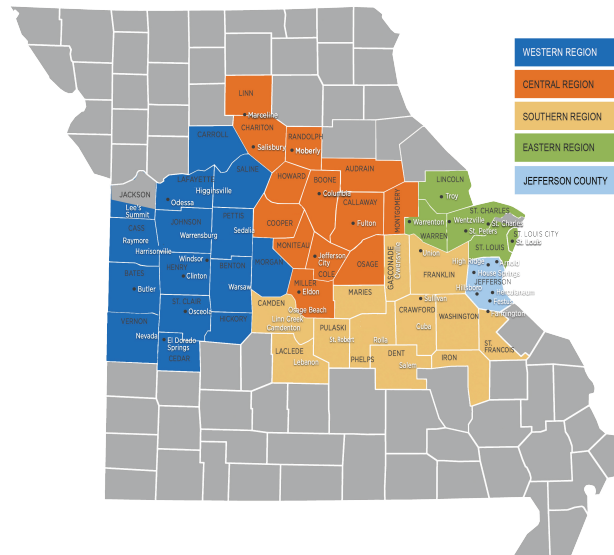 WESTERN REGION
CENTRAL REGION
SOUTHERN REGION
EASTERN REGION
JEFFERSON COUNTY
LINN
Marceline
CHARITON
Salisbury
RANDOLPH
Moberly
CARROLL
SALINE
HOWARD
BOONE
Columbia
AUDRAIN
CALLAWAY
Fulton
MONTGOMERY
LINCOLN
Troy
Warrenton
WARREN
ST. CHARLES
Wentzville
St. Charles
St. Peters
ST. LOUIS CITY
St. Louis
ST. LOUIS
JACKSON
Lee's
Summit
LAFAYETTE
Higginsville
Odessa
CASS
Raymore
Harrisonville
JOHNSON
Warrensburg
PETTIS
Sedalia
COOPER
MONITEAU
Jefferson
City
COLE
OSAGE
GASCONADE
Union
FRANKLIN
High Ridge
Arnold
House Springs
JEFFERSON
Hillsboro
Herculaneum
Festus
Farmington
BATES
Butler
HENRY
Windsor
Clinton
BENTON
Warsaw
MORGAN
MILLER
Eldon
Osage Beach
MARIES
CAMDEN
Linn Creek
Camdenton
ST. CLAIR
Osceola
HICKORY
VERNON
Nevada
El Dorado
Springs
CEDAR
PULASKI
St. Robert
LACLEDE
Lebanon
PHELPS
Rolla
CRAWFORD
Sullivan
Cuba
DENT
Salem
WASHINGTON
IRON
ST.
FRANCOIS